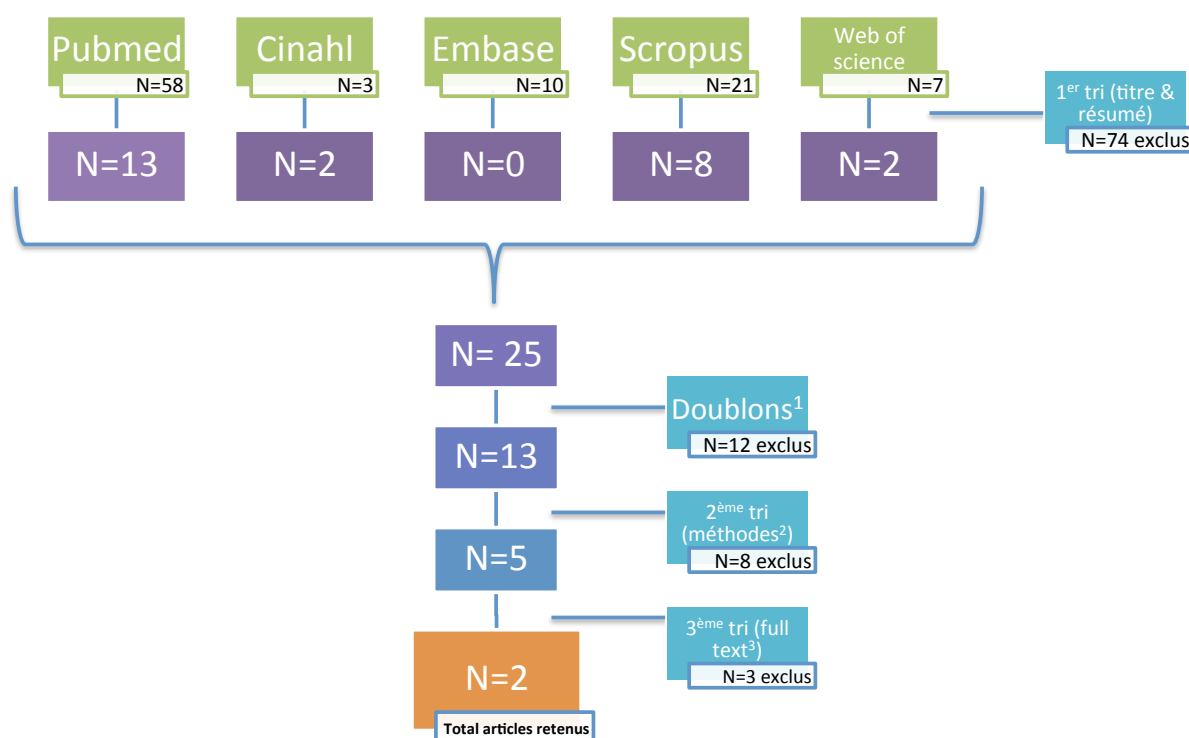 Pubmed
N=58
Cinahl
N=3
Embase
N=10
Scropus
N=21
Web of
science
N=7
1er tri (titre &
résumé)
N=74 exclus
N=13
N=2
N=0
N=8
N=2
N= 25
Doublons1
N=12 exclus
N=13
2ème tri
(méthodes2)
N=8 exclus
N=5
3ème tri (full
text3)
N=3 exclus
N=2
Total articles retenus